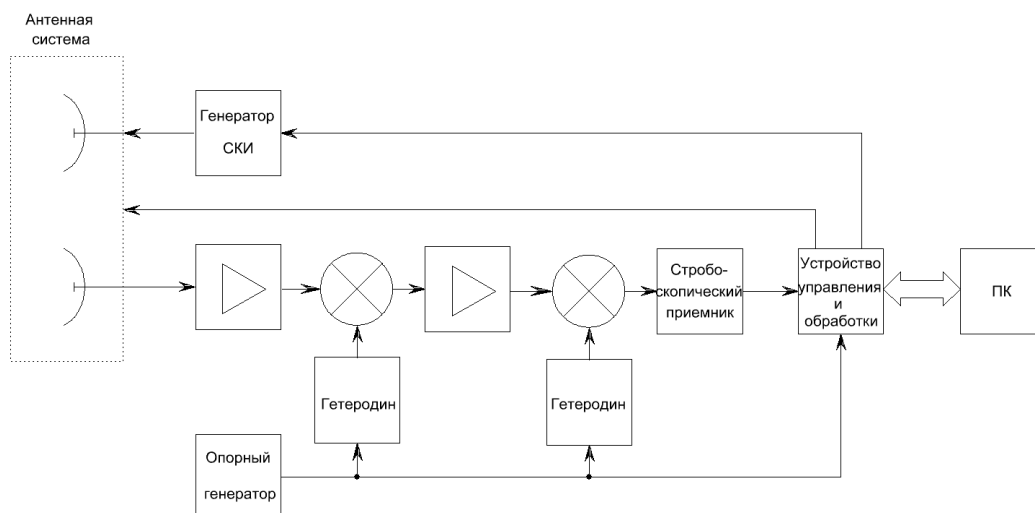 Антенная
система
Генератор
СКИ
Стробо-
скопический
приемник
Устройство
управления
и
обработки
ПК
Гетеродин
Гетеродин
Опорный
генератор